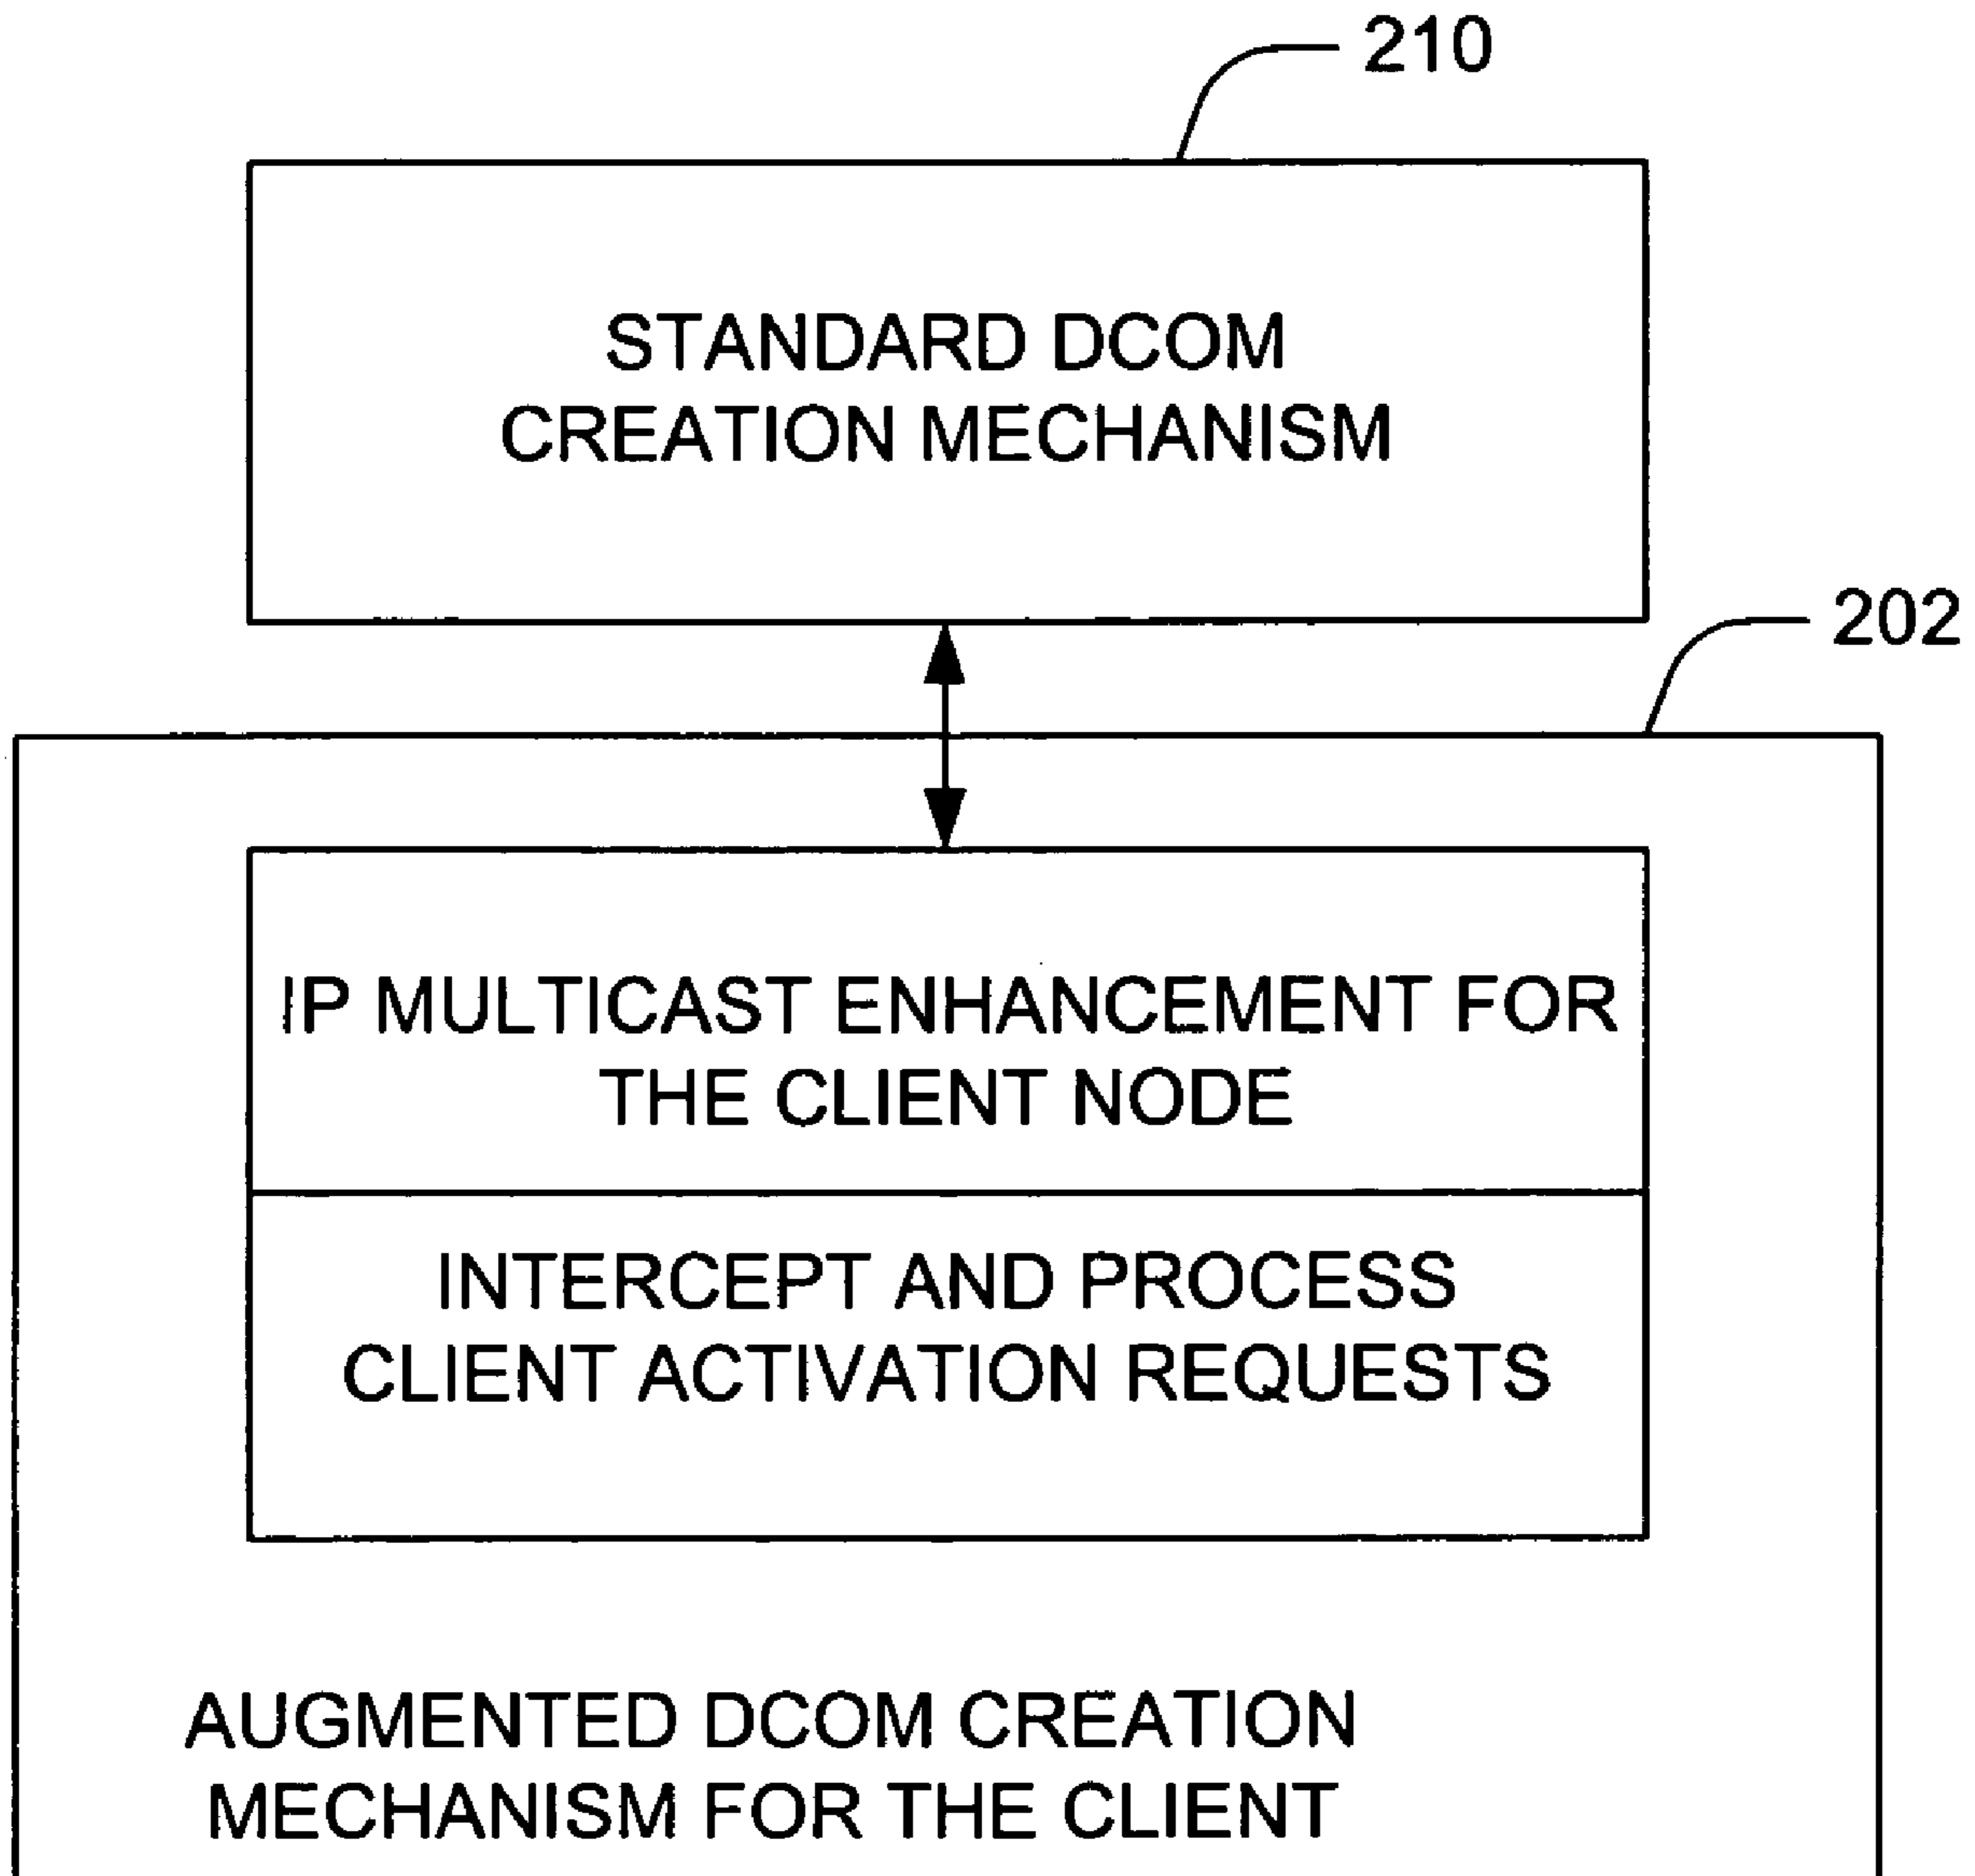 210
STANDARD DCOM
CREATION MECHANISM
202
IP MULTICAST ENHANCEMENT FOR
THE CLIENT NODE
INTERCEPT AND PROCESS
CLIENT ACTIVATION REQUESTS
AUGMENTED DCOM CREATION
MECHANISM FOR THE CLIENT